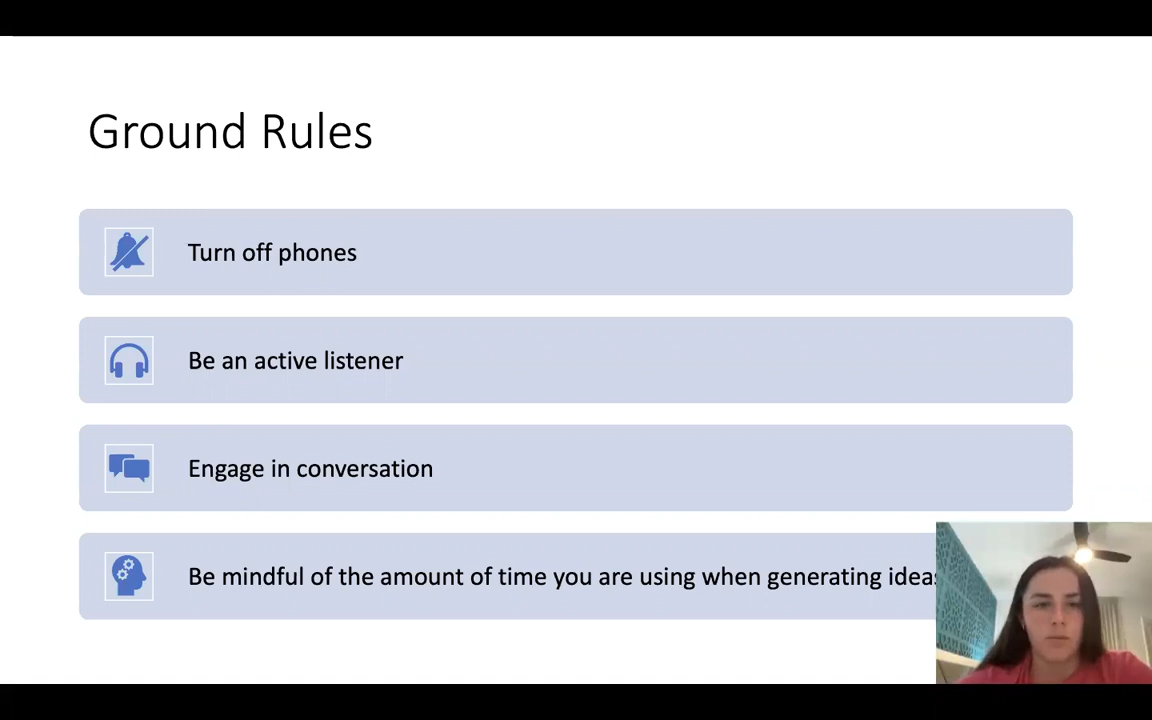 Ground Rules
Turn off phones
Be an active listener
Engage in conversation
Be mindful of the amount of time you are using when generating ideas